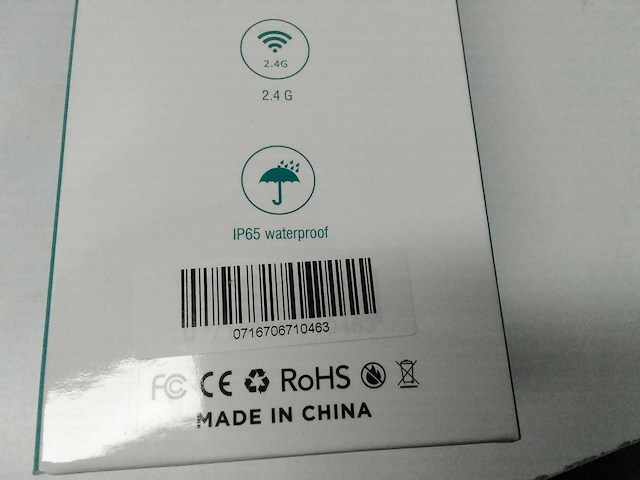 2.4G
2.4 G
IP65 waterproof
0716706710463
FC CE RoHS
MADE IN CHINA